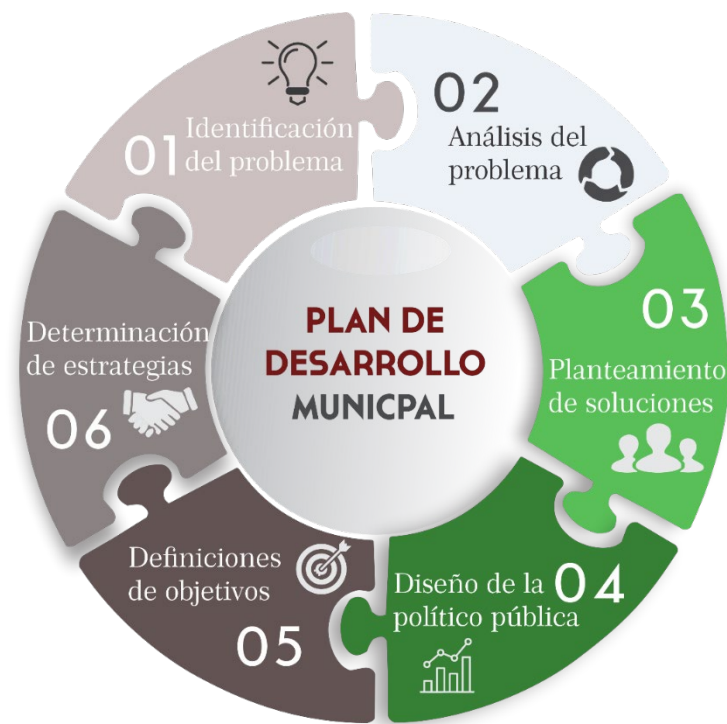 PLAN DE
DESARROLLO
MUNICPAL
01
Identificación
del problema
02
Análisis del
problema
03
Planteamiento
de soluciones
04
Diseño de la
político pública
05
Definiciones
de objetivos
06
Determinación
de estrategias